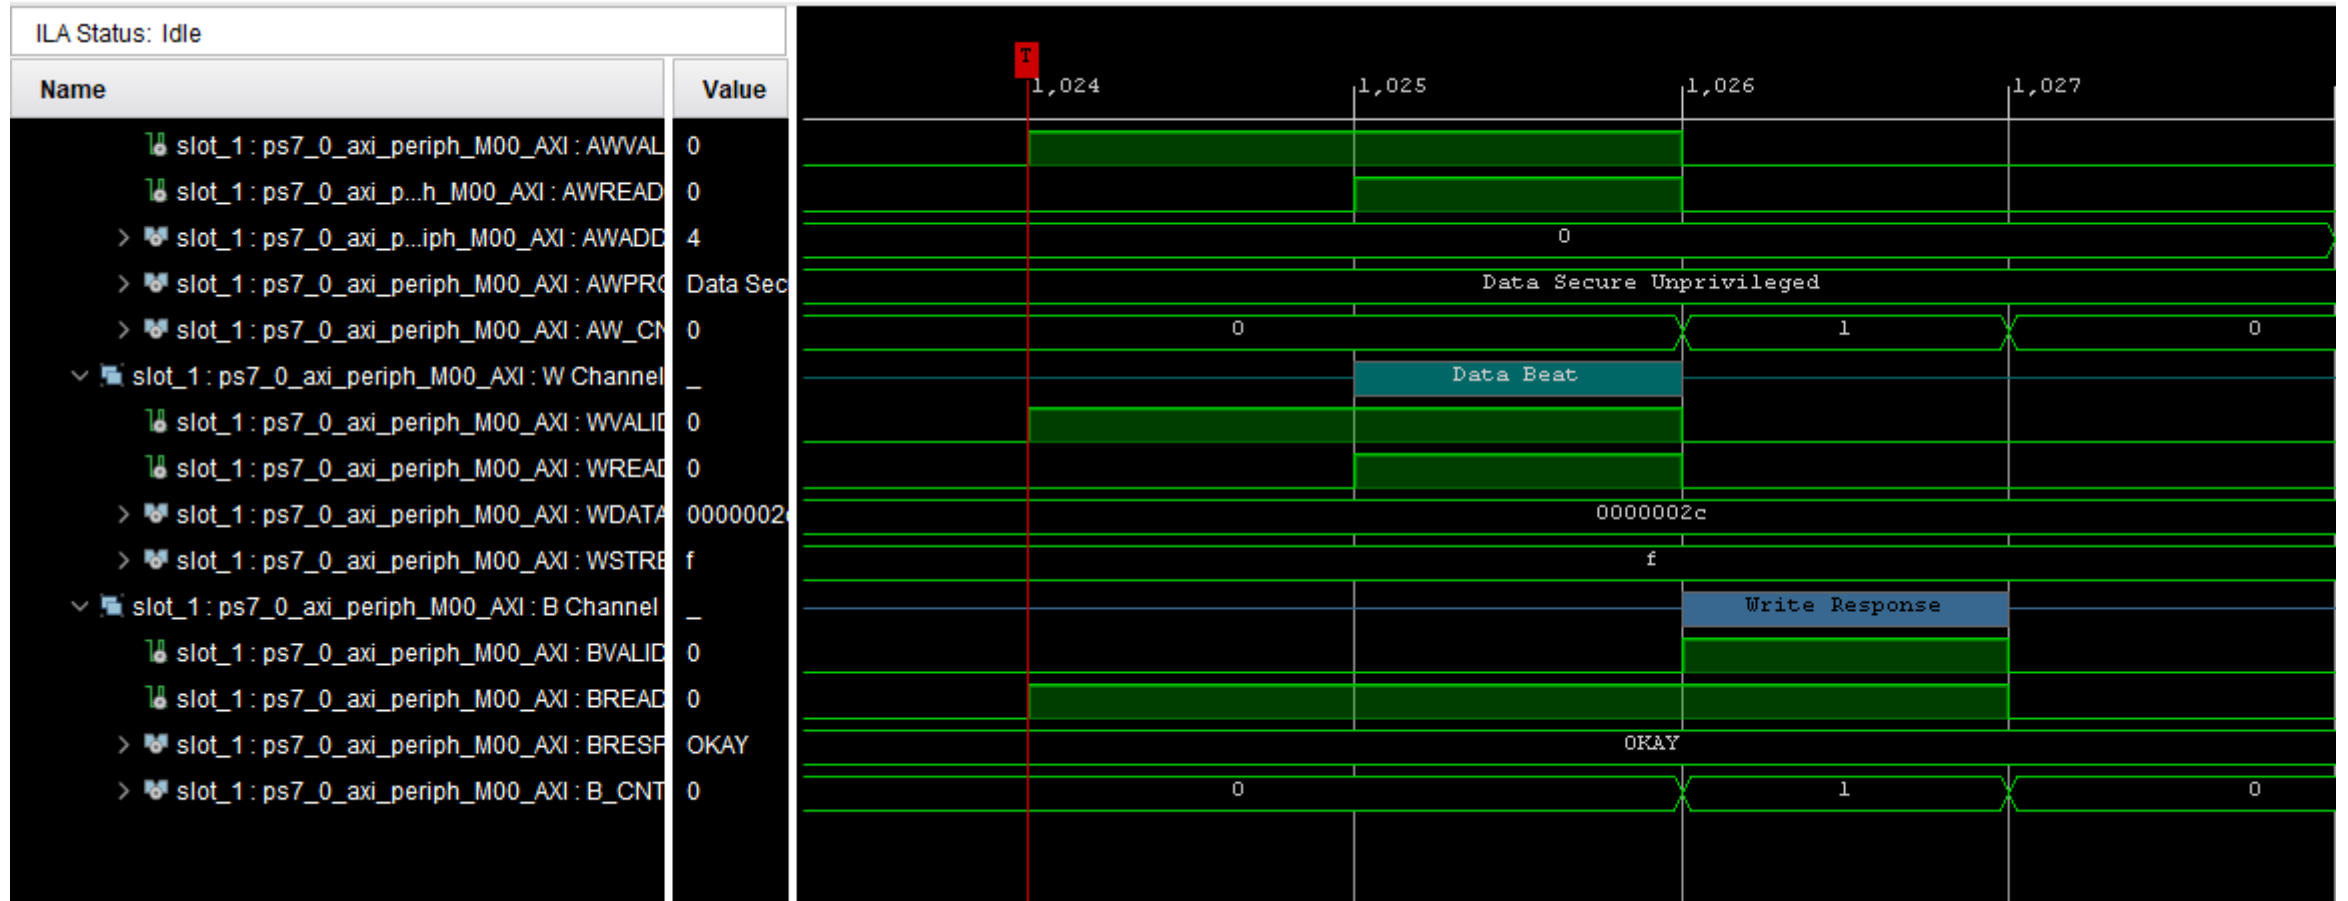 ILA Status: Idle
Name Value
T
1,024 1,025 1,026 1,027
slot_1 : ps7_0_axi_periph_M00_AXI : AWVAL 0
slot_1 : ps7_0_axi_p...h_M00_AXI : AWREAD 0
slot_1 : ps7_0_axi_p...iph_M00_AXI : AWADD 4 0
slot_1 : ps7_0_axi_periph_M00_AXI : AWPRO Data Sec Data Secure Unprivileged
slot_1 : ps7_0_axi_periph_M00_AXI : AW_CN 0 0 1 0
slot_1 : ps7_0_axi_periph_M00_AXI : W Channel _ Data Beat
slot_1 : ps7_0_axi_periph_M00_AXI : WVALID 0
slot_1 : ps7_0_axi_periph_M00_AXI : WREAD 0
slot_1 : ps7_0_axi_periph_M00_AXI : WDATA 0000002c 0000002c
slot_1 : ps7_0_axi_periph_M00_AXI : WSTRB f f
slot_1 : ps7_0_axi_periph_M00_AXI : B Channel _ Write Response
slot_1 : ps7_0_axi_periph_M00_AXI : BVALID 0
slot_1 : ps7_0_axi_periph_M00_AXI : BREAD 0
slot_1 : ps7_0_axi_periph_M00_AXI : BRESP OKAY OKAY
slot_1 : ps7_0_axi_periph_M00_AXI : B_CNT 0 0 1 0